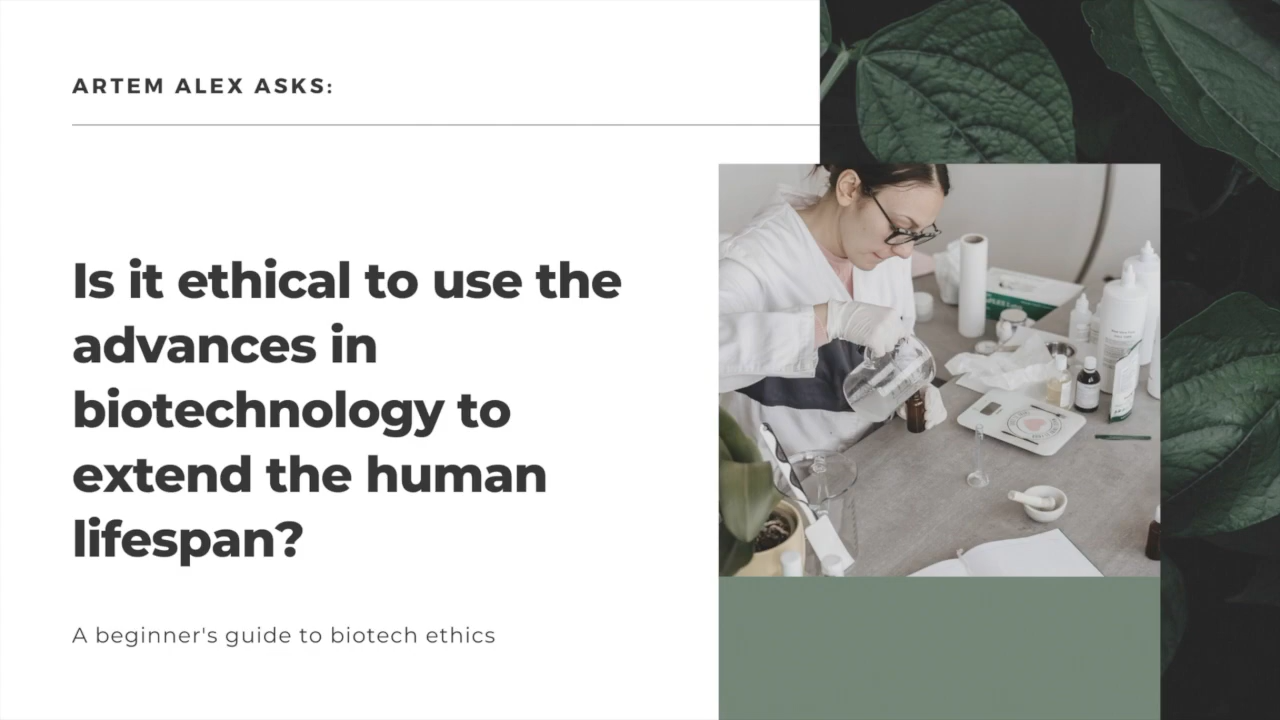 ARTEM ALEX ASKS:
Is it ethical to use the
advances in
biotechnology to
extend the human
lifespan?
A beginner's guide to biotech ethics